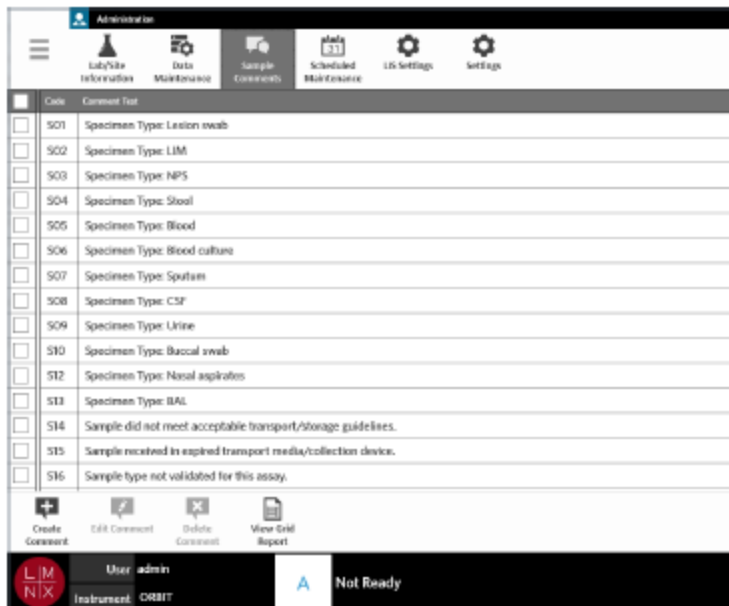 Administration
Lab/Site Information
Data Maintenance
Sample Comments
31
Scheduled Maintenance
LIS Settings
Settings
Code Comment Text
S01 Specimen Type: Lesion swab
S02 Specimen Type: LIM
S03 Specimen Type: NPS
S04 Specimen Type: Stool
S05 Specimen Type: Blood
S06 Specimen Type: Blood culture
S07 Specimen Type: Sputum
S08 Specimen Type: CSF
S09 Specimen Type: Urine
S10 Specimen Type: Buccal swab
S12 Specimen Type: Nasal aspirates
S13 Specimen Type: BAL
S14 Sample did not meet acceptable transport/storage guidelines.
S15 Sample received in expired transport media/collection device.
S16 Sample type not validated for this assay.
Create Comment
Edit Comment
Delete Comment
View Grid Report
LM
NX
User admin
Instrument ORBIT
A Not Ready